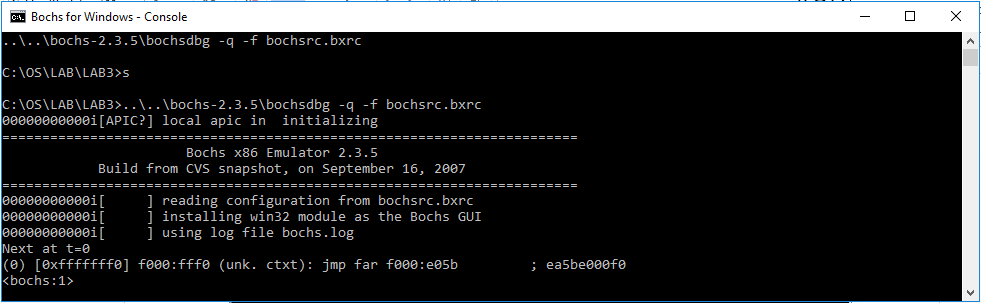 Bochs for Windows - Console
..\..\bochs-2.3.5\bochsdbg -q -f bochsrc.bxrc
C:\OS\LAB\LAB3>s
C:\OS\LAB\LAB3>..\..\bochs-2.3.5\bochsdbg -q -f bochsrc.bxrc
00000000000i[APIC?] local apic in  initializing
========================================================================
Bochs x86 Emulator 2.3.5
Build from CVS snapshot, on September 16, 2007
========================================================================
00000000000i[     ] reading configuration from bochsrc.bxrc
00000000000i[     ] installing win32 module as the Bochs GUI
00000000000i[     ] using log file bochs.log
Next at t=0
(0) [0xfffffff0] f000:fff0 (unk. ctxt): jmp far f000:e05b         ; ea5be000f0
<bochs:1>